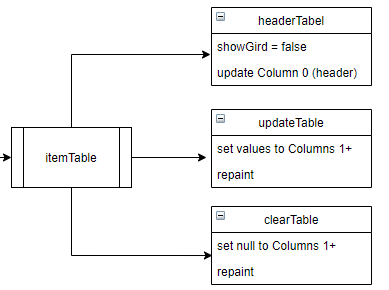 headerTabel
showGird = false
update Column 0 (header)
itemTable
updateTable
set values to Columns 1+
repaint
clearTable
set null to Columns 1+
repaint